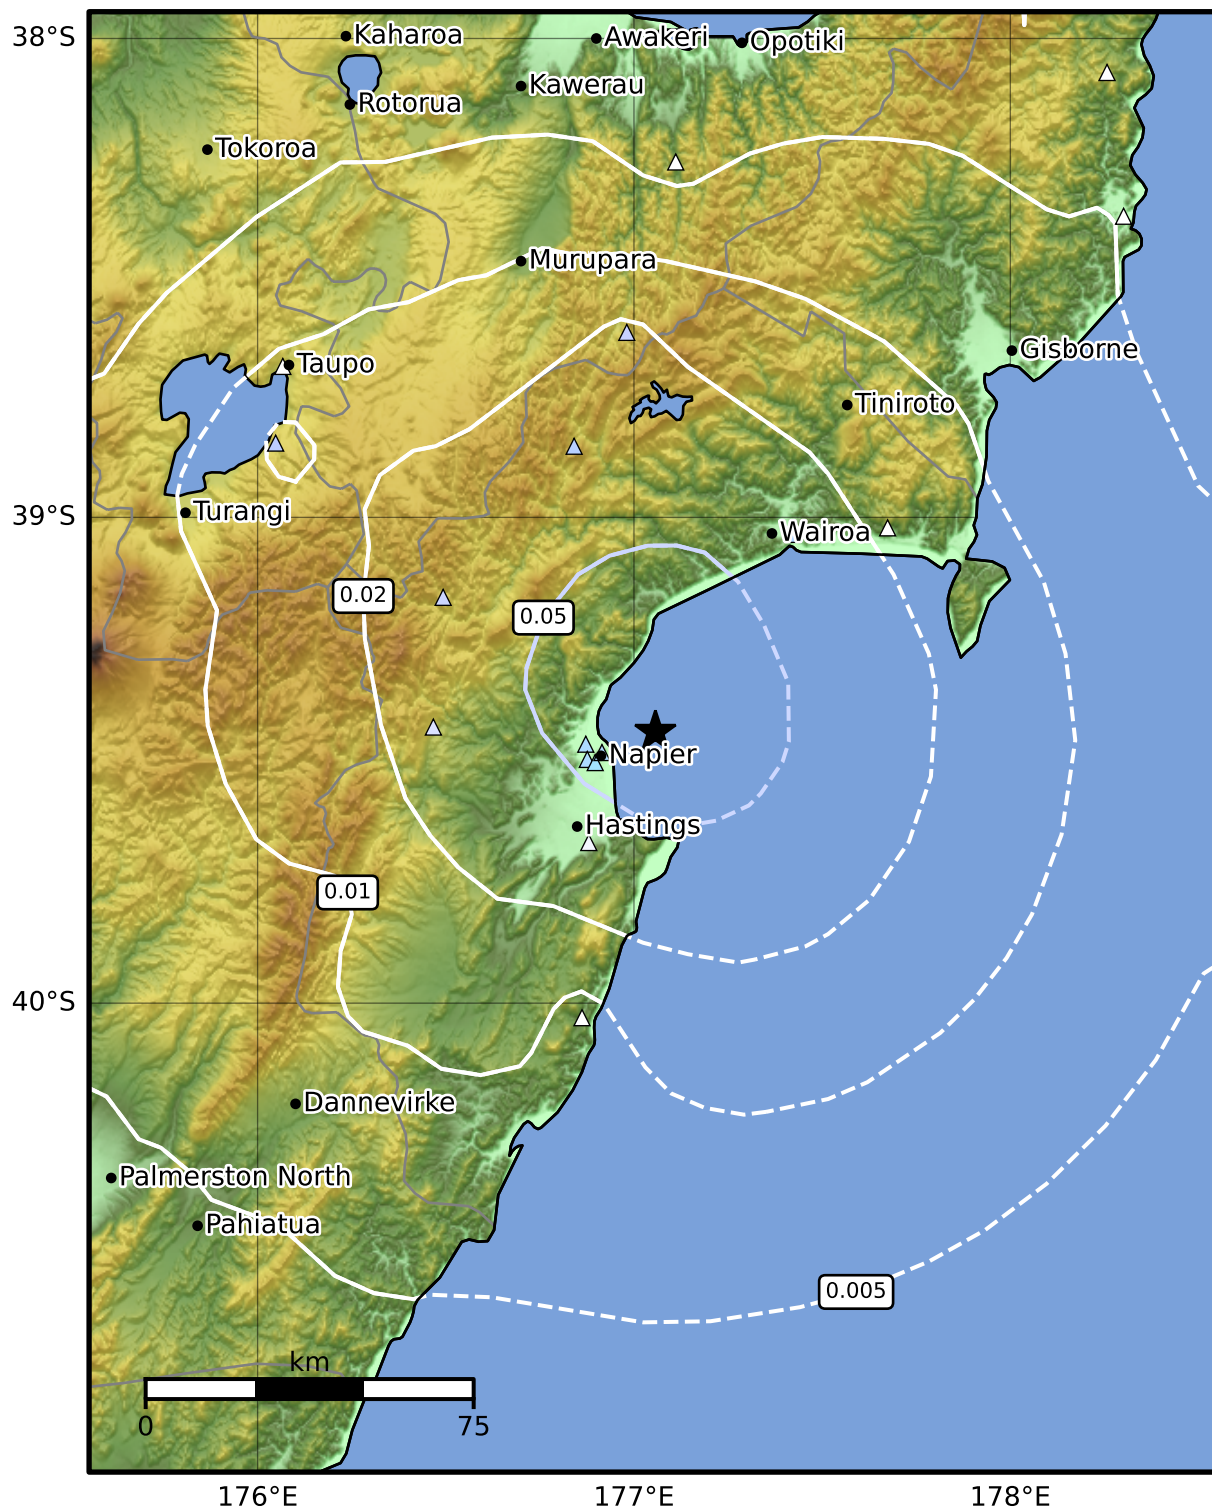 Kaharoa
Awakeri
Opotiki
38°S
Kawerau
Rotorua
Tokoroa
Murupara
Gisborne
Taupo
Tiniroto
Turangi
39°S
Wairoa
0.02
0.05
Napier
Hastings
0.01
40°S
Dannevirke
Palmerston North
Pahiatua
0.005
km
0 75
176°E 177°E 178°E